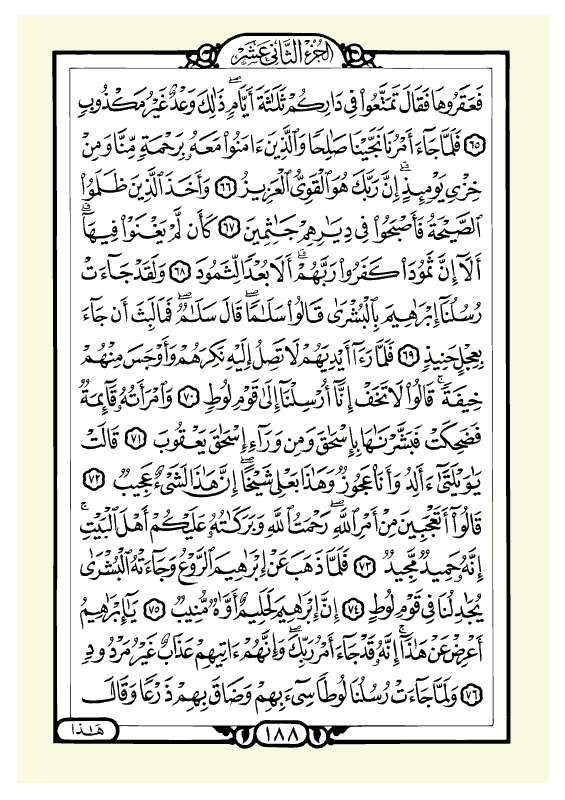 الجزء الثاني عشر
فَعَقَرُوهَا فَقَالَ تَمَتَّعُوا۟ فِى دَارِكُمْ ثَلَٰثَةَ أَيَّامٍۢ ۖ ذَٰلِكَ وَعْدٌ غَيْرُ مَكْذُوبٍۢ
٦٥ فَلَمَّا جَآءَ أَمْرُنَا نَجَّيْنَا صَٰلِحًۭا وَٱلَّذِينَ ءَامَنُوا۟ مَعَهُۥ بِرَحْمَةٍۢ مِّنَّا وَمِنْ
خِزْىِ يَوْمِئِذٍ ۗ إِنَّ رَبَّكَ هُوَ ٱلْقَوِىُّ ٱلْعَزِيزُ ٦٦ وَأَخَذَ ٱلَّذِينَ ظَلَمُوا۟
ٱلصَّيْحَةُ فَأَصْبَحُوا۟ فِى دِيَٰرِهِمْ جَٰثِمِينَ ٦٧ كَأَن لَّمْ يَغْنَوْا۟ فِيهَآ ۗ
أَلَآ إِنَّ ثَمُودَا۟ كَفَرُوا۟ رَبَّهُمْ ۗ أَلَا بُعْدًۭا لِّثَمُودَ ٦٨ وَلَقَدْ جَآءَتْ
رُسُلُنَآ إِبْرَٰهِيمَ بِٱلْبُشْرَىٰ قَالُوا۟ سَلَٰمًۭا ۖ قَالَ سَلَٰمٌۭ ۖ فَمَا لَبِثَ أَن جَآءَ
بِعِجْلٍ حَنِيذٍۢ ٦٩ فَلَمَّا رَءَآ أَيْدِيَهُمْ لَا تَصِلُ إِلَيْهِ نَكِرَهُمْ وَأَوْجَسَ مِنْهُمْ
خِيفَةًۭ ۚ قَالُوا۟ لَا تَخَفْ إِنَّآ أُرْسِلْنَآ إِلَىٰ قَوْمِ لُوطٍۢ ٧٠ وَٱمْرَأَتُهُۥ قَآئِمَةٌۭ
فَضَحِكَتْ فَبَشَّرْنَٰهَا بِإِسْحَٰقَ وَمِن وَرَآءِ إِسْحَٰقَ يَعْقُوبَ ٧١ قَالَتْ
يَٰوَيْلَتَىٰٓ ءَأَلِدُ وَأَنَا۠ عَجُوزٌۭ وَهَٰذَا بَعْلِى شَيْخًا ۖ إِنَّ هَٰذَا لَشَىْءٌ عَجِيبٌۭ ٧٢
قَالُوٓا۟ أَتَعْجَبِينَ مِنْ أَمْرِ ٱللَّهِ ۖ رَحْمَتُ ٱللَّهِ وَبَرَكَٰتُهُۥ عَلَيْكُمْ أَهْلَ ٱلْبَيْتِ ۚ
إِنَّهُۥ حَمِيدٌۭ مَّجِيدٌۭ ٧٣ فَلَمَّا ذَهَبَ عَنْ إِبْرَٰهِيمَ ٱلرَّوْعُ وَجَآءَتْهُ ٱلْبُشْرَىٰ
يُجَٰدِلُنَا فِى قَوْمِ لُوطٍ ٧٤ إِنَّ إِبْرَٰهِيمَ لَحَلِيمٌ أَوَّٰهٌۭ مُّنِيبٌۭ ٧٥ يَٰٓإِبْرَٰهِيمُ
أَعْرِضْ عَنْ هَٰذَآ ۖ إِنَّهُۥ قَدْ جَآءَ أَمْرُ رَبِّكَ ۖ وَإِنَّهُمْ ءَاتِيهِمْ عَذَابٌ غَيْرُ مَرْدُودٍۢ
٧٦ وَلَمَّا جَآءَتْ رُسُلُنَا لُوطًۭا سِىٓءَ بِهِمْ وَضَاقَ بِهِمْ ذَرْعًۭا وَقَالَ
هَٰذَا
١٨٨